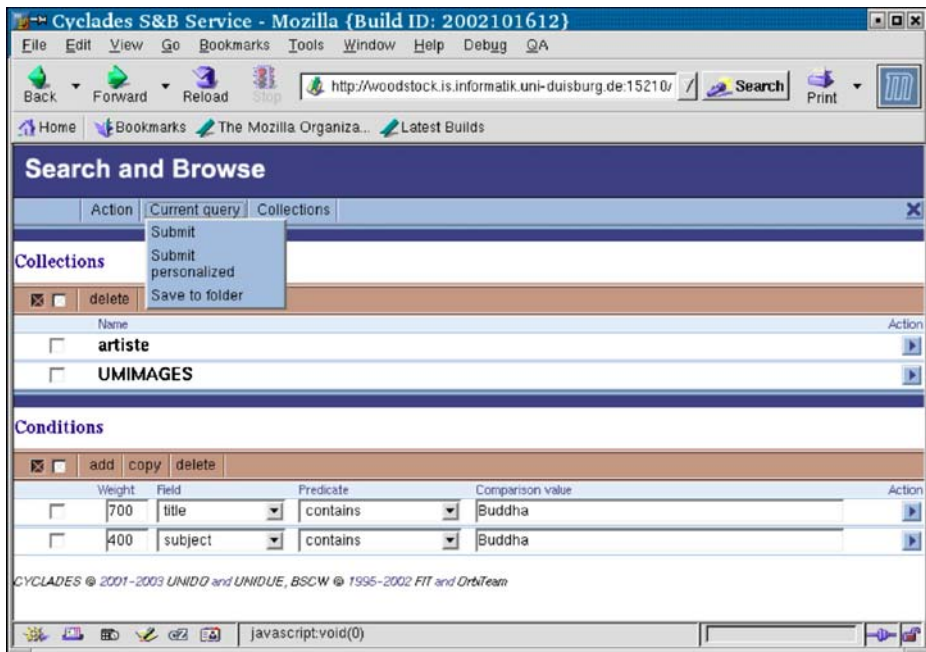 Cyclades S&B Service - Mozilla {Build ID: 2002101612}
File Edit View Go Bookmarks Tools Window Help Debug QA
Back Forward Reload Stop http://woodstock.is.informatik.uni-duisburg.de:15210/ Search Print
Home Bookmarks The Mozilla Organiza... Latest Builds
Search and Browse
Action Current query Collections
Submit
Submit
personalized
Save to folder
Collections
delete
Name Action
artiste
UMIMAGES
Conditions
add copy delete
Weight Field Predicate Comparison value Action
700 title contains Buddha
400 subject contains Buddha
CYCLADES © 2001-2003 UNIDO and UNIDUE, BSCW © 1995-2002 FIT and OrbiTeam
javascript:void(0)